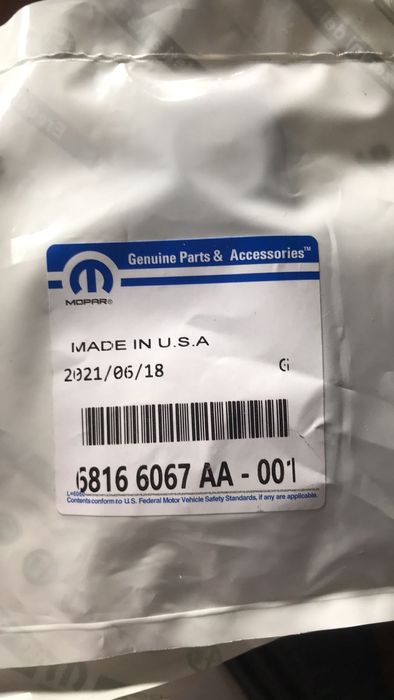 Genuine Parts & Accessories™
MOPAR®
MADE IN U.S.A
2021/06/18 Gi
6816 6067 AA - 001
Contents conform to U.S. Federal Motor Vehicle Safety Standards, if any are applicable.